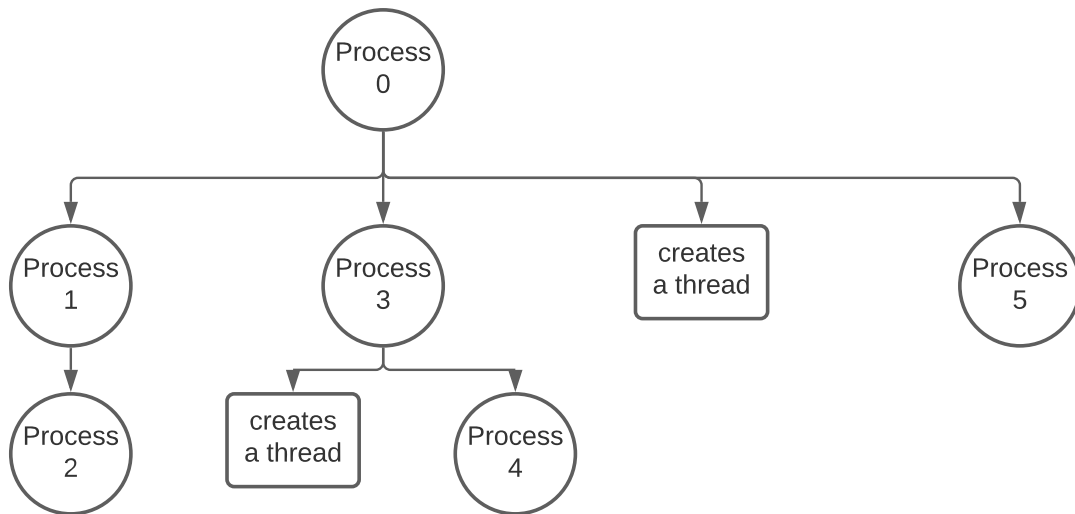 Process
0
Process
1
Process
3
creates
a thread
Process
5
Process
2
creates
a thread
Process
4